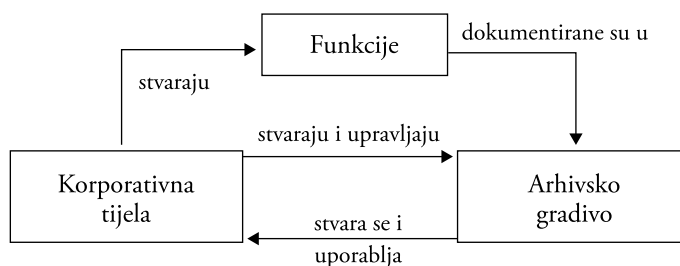 Funkcije
dokumentirane su u
stvaraju
stvaraju i upravljaju
Korporativna
tijela
Arhivsko
gradivo
stvara se i
uporablja